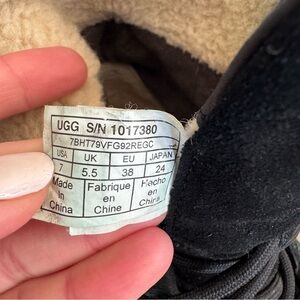 UGG S/N 1017380
7BHT79VFG92REGC
USA UK EU JAPAN
7 5.5 38 24
Made Fabrique Hecho
in en en
China Chine China